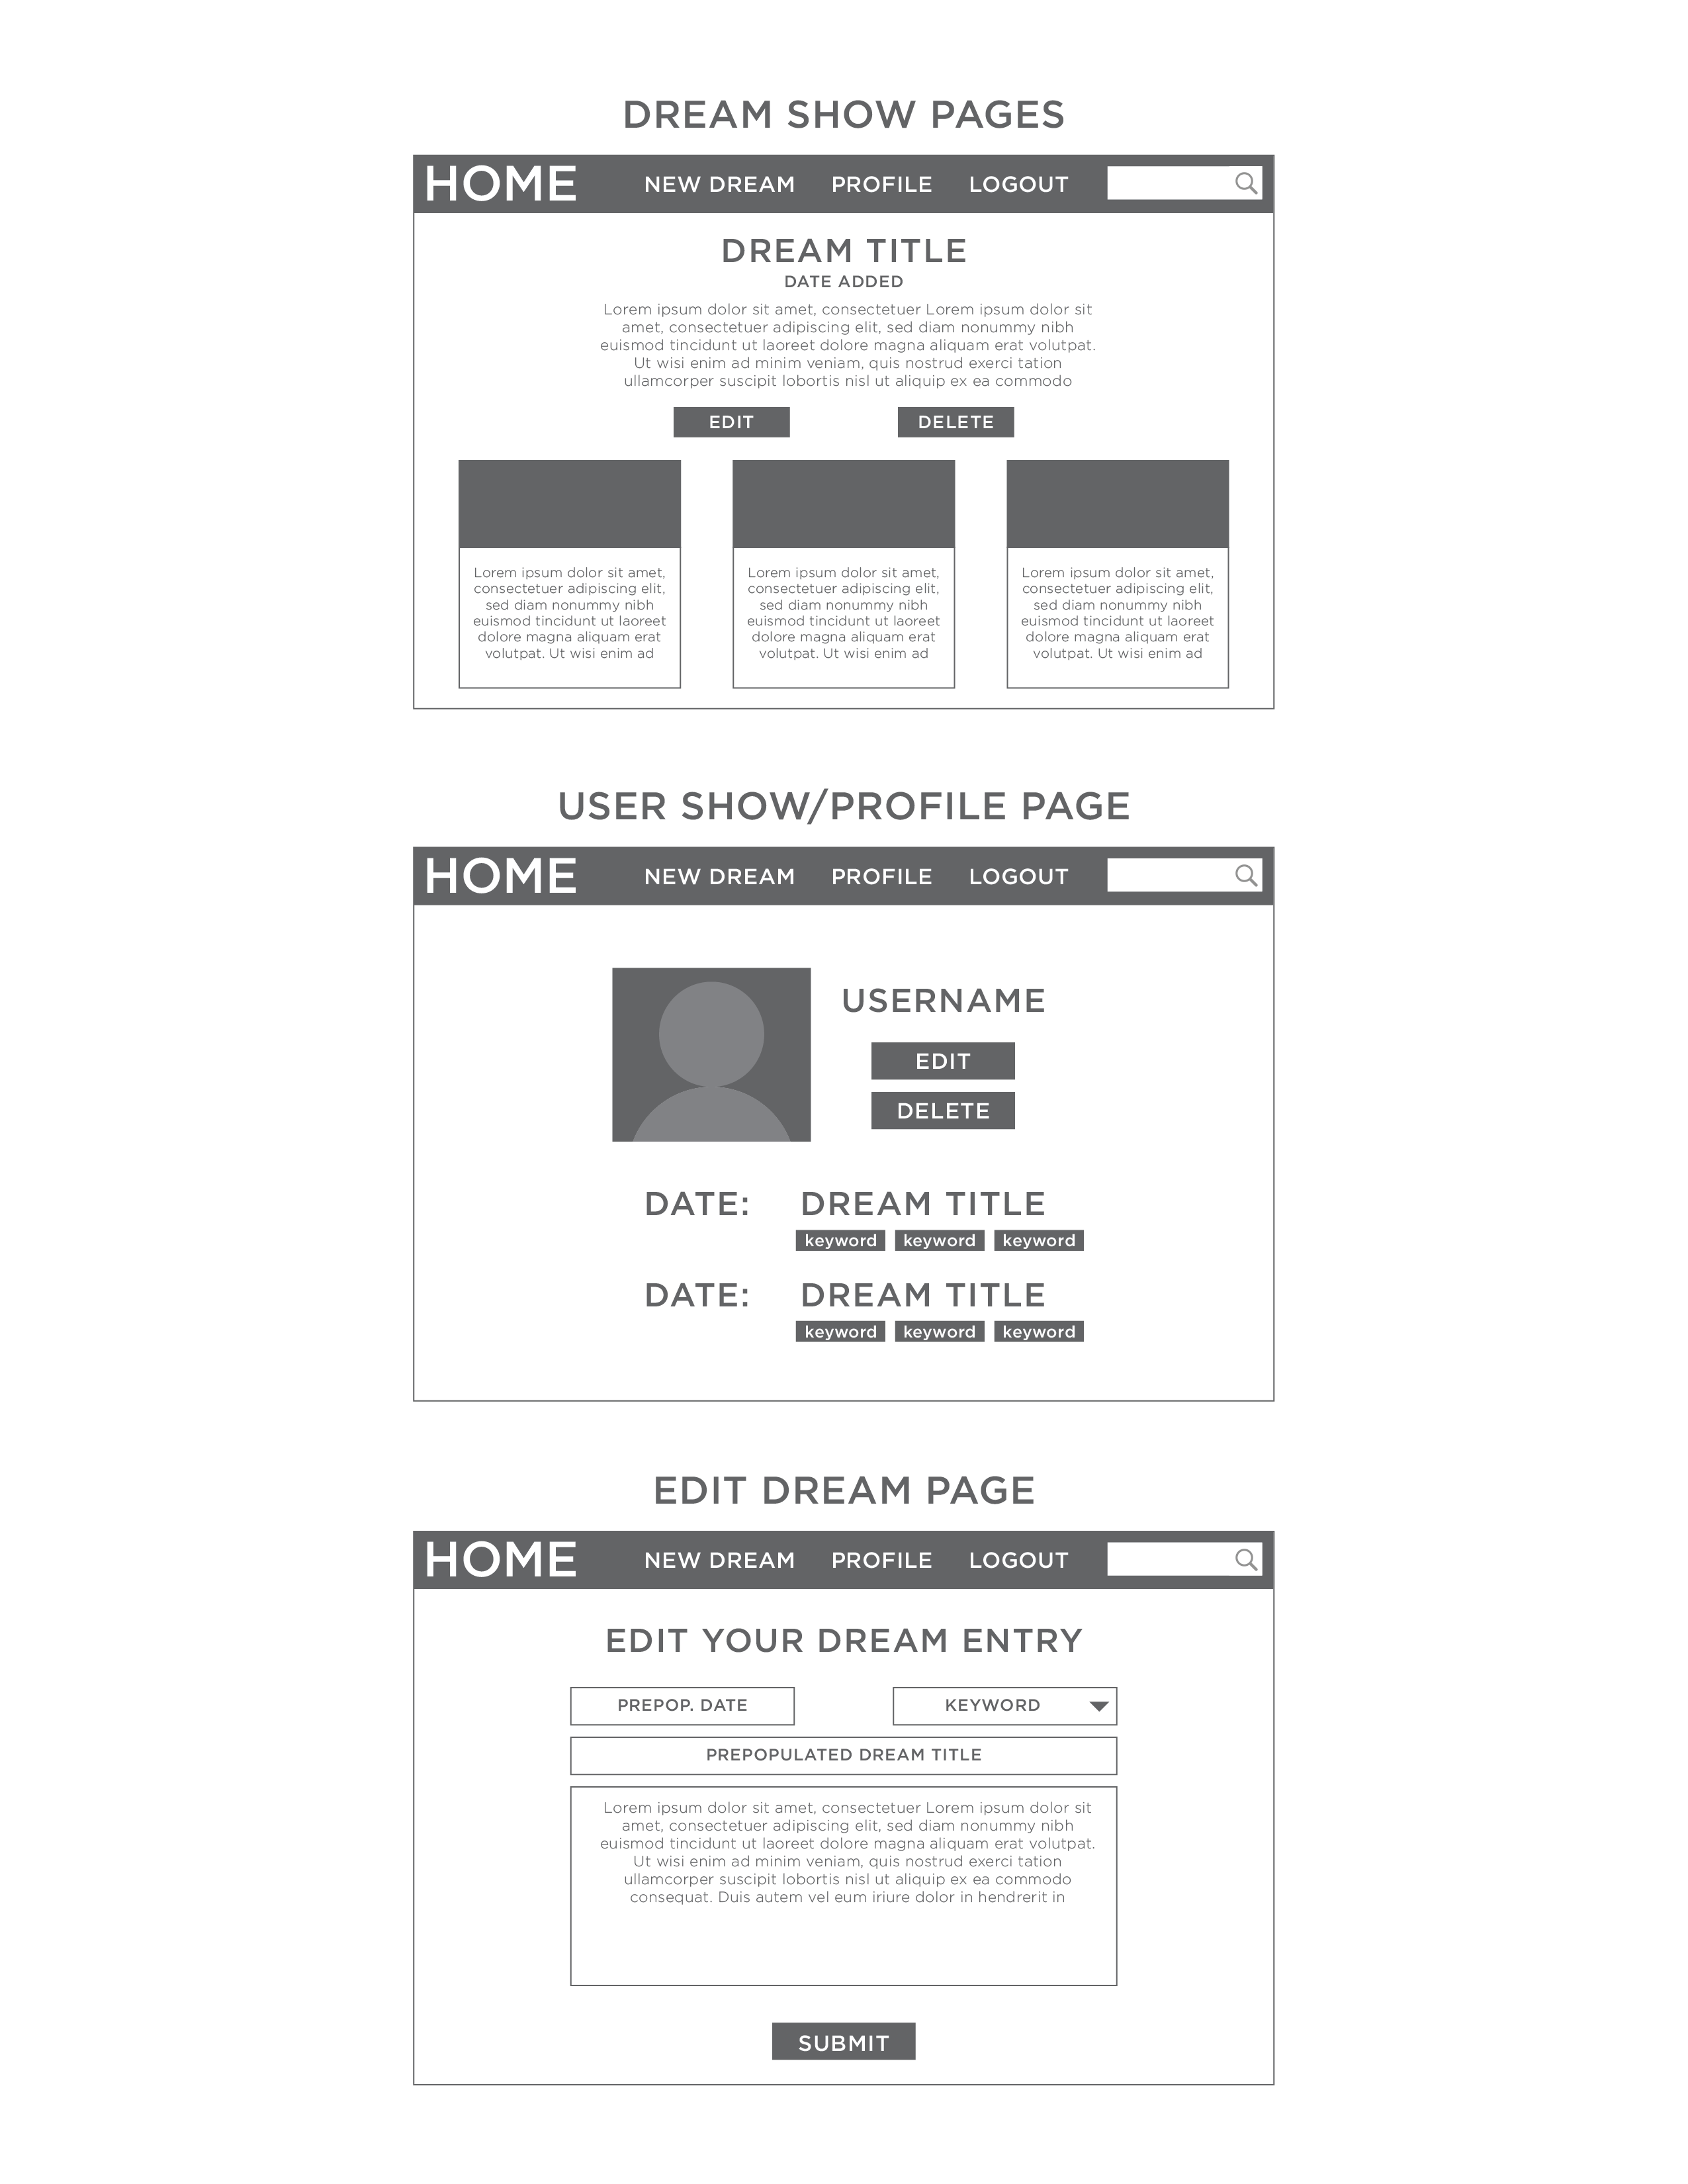 DREAM SHOW PAGES
HOME NEW DREAM PROFILE LOGOUT
DREAM TITLE
DATE ADDED
Lorem ipsum dolor sit amet, consectetuer Lorem ipsum dolor sit
amet, consectetuer adipiscing elit, sed diam nonummy nibh
euismod tincidunt ut laoreet dolore magna aliquam erat volutpat.
Ut wisi enim ad minim veniam, quis nostrud exerci tation
ullamcorper suscipit lobortis nisl ut aliquip ex ea commodo
EDIT DELETE
Lorem ipsum dolor sit amet,
consectetuer adipiscing elit,
sed diam nonummy nibh
euismod tincidunt ut laoreet
dolore magna aliquam erat
volutpat. Ut wisi enim ad
Lorem ipsum dolor sit amet,
consectetuer adipiscing elit,
sed diam nonummy nibh
euismod tincidunt ut laoreet
dolore magna aliquam erat
volutpat. Ut wisi enim ad
Lorem ipsum dolor sit amet,
consectetuer adipiscing elit,
sed diam nonummy nibh
euismod tincidunt ut laoreet
dolore magna aliquam erat
volutpat. Ut wisi enim ad
USER SHOW/PROFILE PAGE
HOME NEW DREAM PROFILE LOGOUT
USERNAME
EDIT
DELETE
DATE: DREAM TITLE
keyword keyword keyword
DATE: DREAM TITLE
keyword keyword keyword
EDIT DREAM PAGE
HOME NEW DREAM PROFILE LOGOUT
EDIT YOUR DREAM ENTRY
PREPOP. DATE KEYWORD
PREPOPULATED DREAM TITLE
Lorem ipsum dolor sit amet, consectetuer Lorem ipsum dolor sit
amet, consectetuer adipiscing elit, sed diam nonummy nibh
euismod tincidunt ut laoreet dolore magna aliquam erat volutpat.
Ut wisi enim ad minim veniam, quis nostrud exerci tation
ullamcorper suscipit lobortis nisl ut aliquip ex ea commodo
consequat. Duis autem vel eum iriure dolor in hendrerit in
SUBMIT